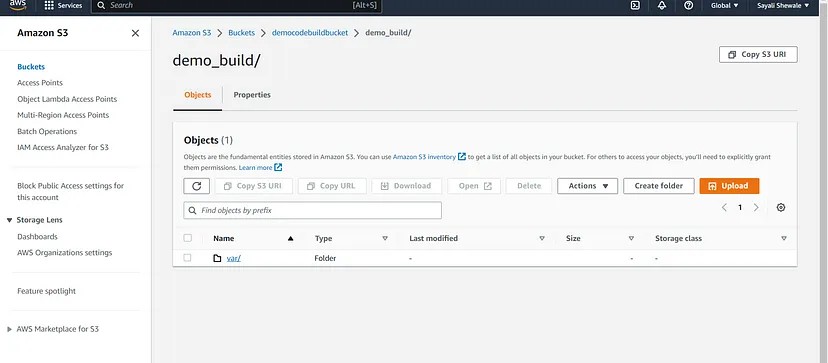 aws
Services
Search
[Alt+S]
Global
Sayali Shewale
Amazon S3
Buckets
Access Points
Object Lambda Access Points
Multi-Region Access Points
Batch Operations
IAM Access Analyzer for S3
Block Public Access settings for
this account
Storage Lens
Dashboards
AWS Organizations settings
Feature spotlight
AWS Marketplace for S3
Amazon S3 > Buckets > democodebuildbucket > demo_build/
demo_build/
Copy S3 URI
Objects Properties
Objects (1)
Objects are the fundamental entities stored in Amazon S3. You can use Amazon S3 inventory to get a list of all objects in your bucket. For others to access your objects, you'll need to explicitly grant
them permissions. Learn more
Copy S3 URI Copy URL Download Open Delete Actions Create folder Upload
Find objects by prefix
< 1 >
Name Type Last modified Size Storage class
var/ Folder - - -